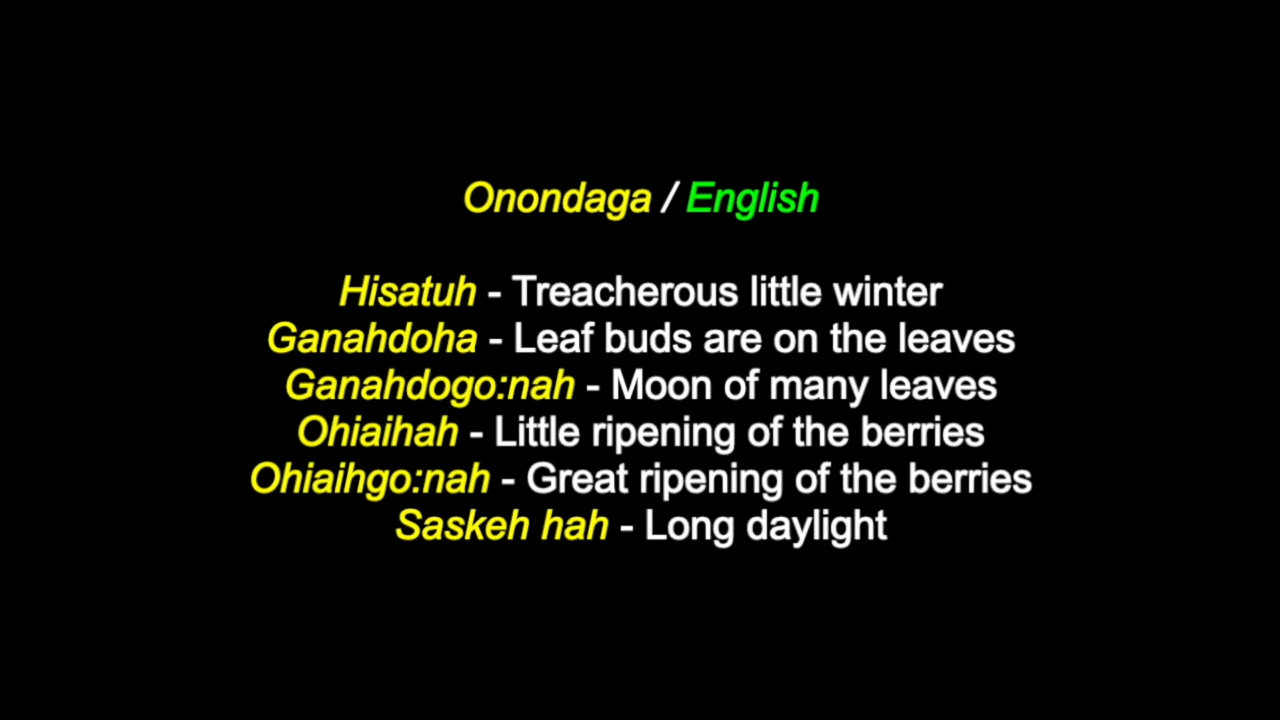 Onondaga / English
Hisatuh - Treacherous little winter
Ganahdoha - Leaf buds are on the leaves
Ganahdogo:nah - Moon of many leaves
Ohiaihah - Little ripening of the berries
Ohiaihgo:nah - Great ripening of the berries
Saskeh hah - Long daylight